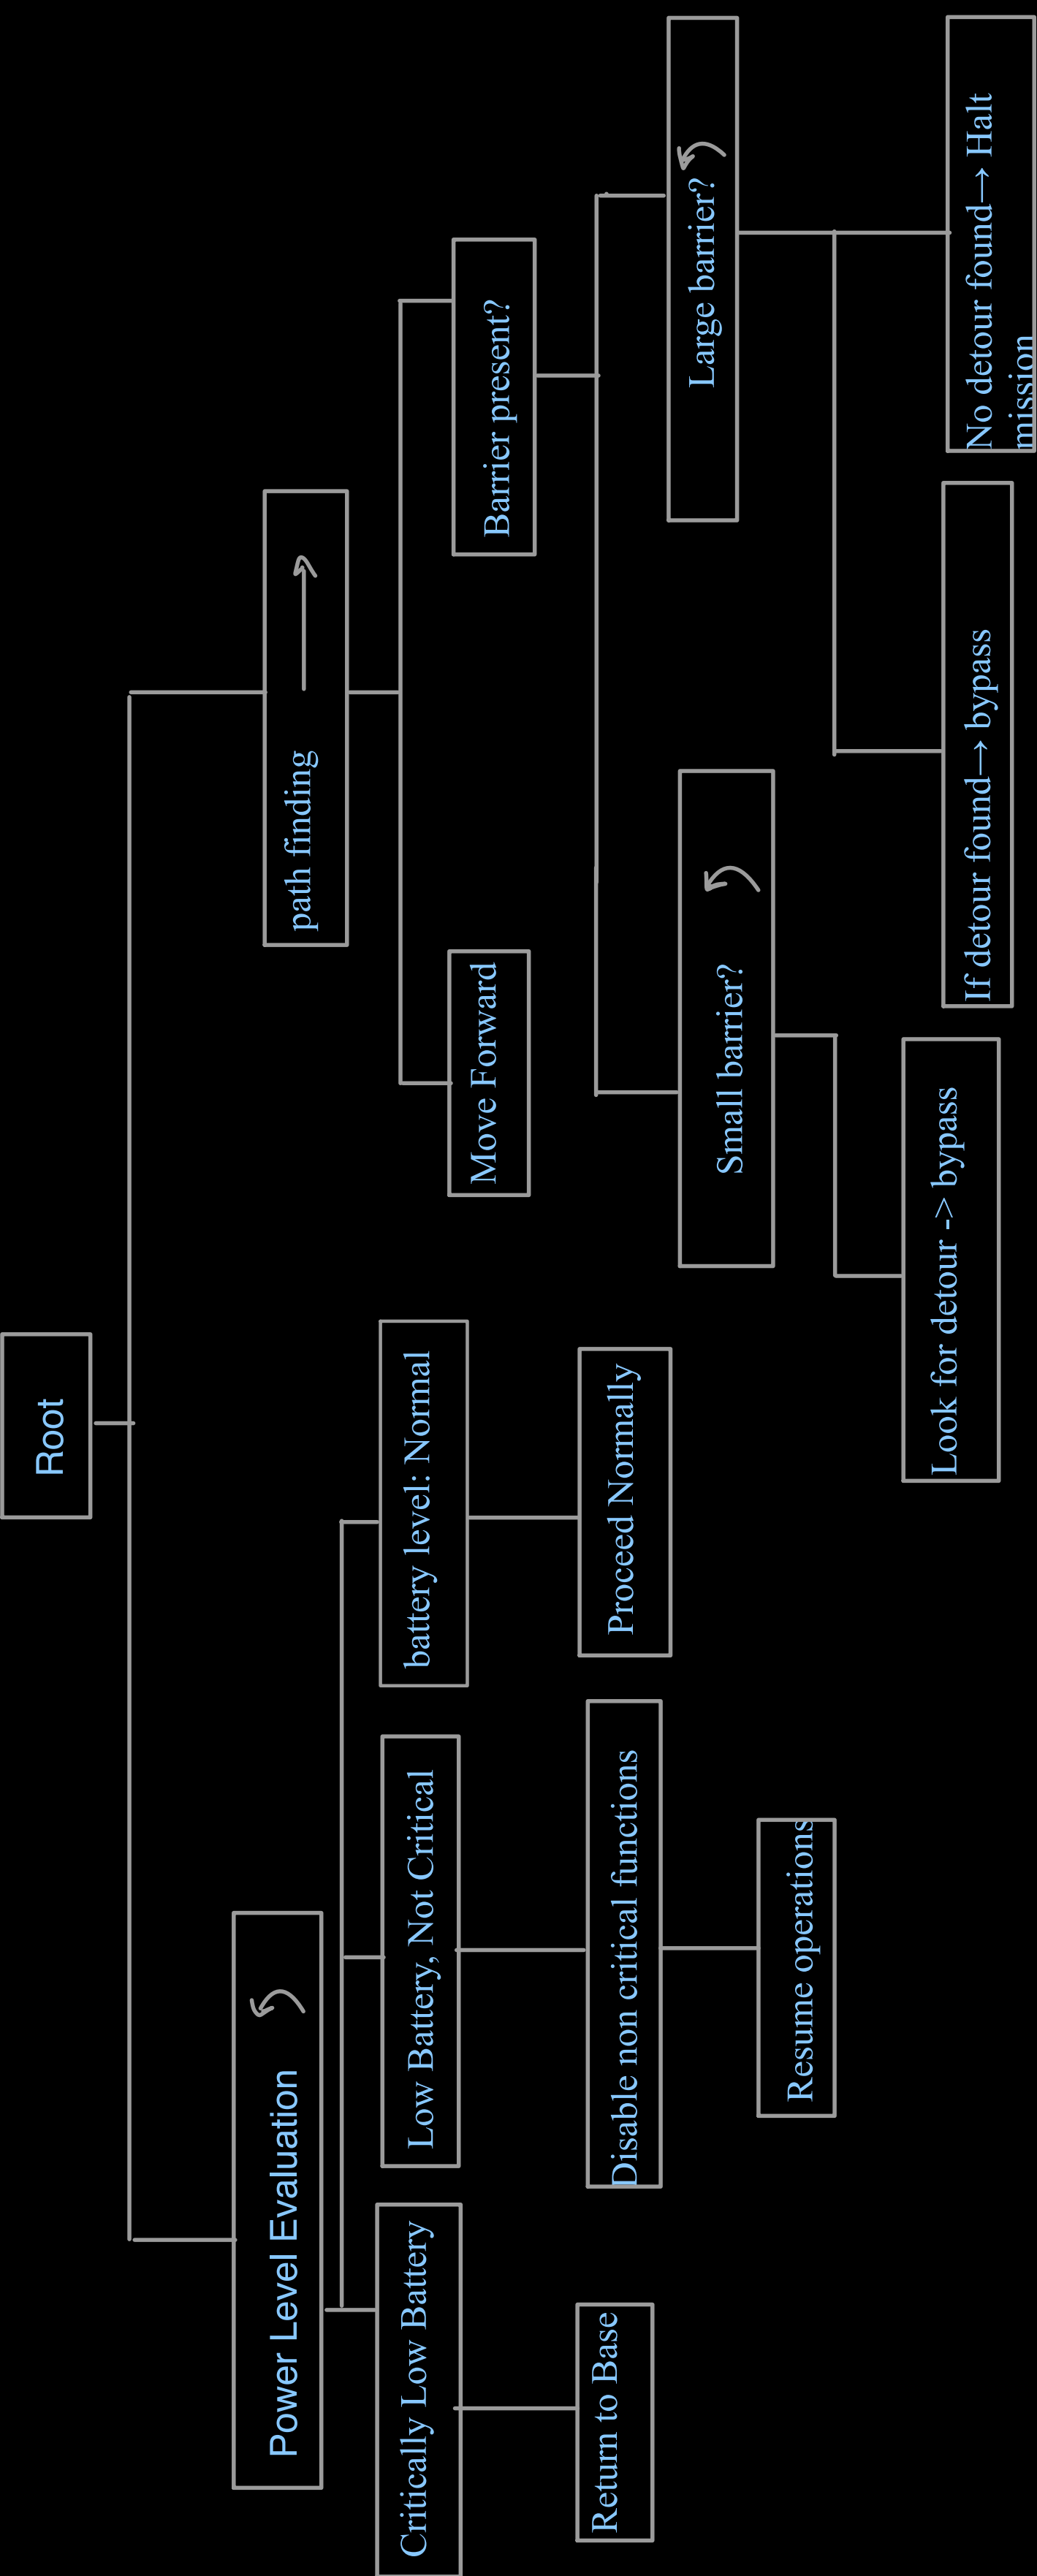 Root
Power Level Evaluation
path finding
Critically Low Battery
Low Battery, Not Critical
battery level: Normal
Move Forward
Barrier present?
Return to Base
Disable non critical functions
Proceed Normally
Small barrier?
Large barrier?
Resume operations
Look for detour -> bypass
If detour found→ bypass
No detour found→ Halt
mission